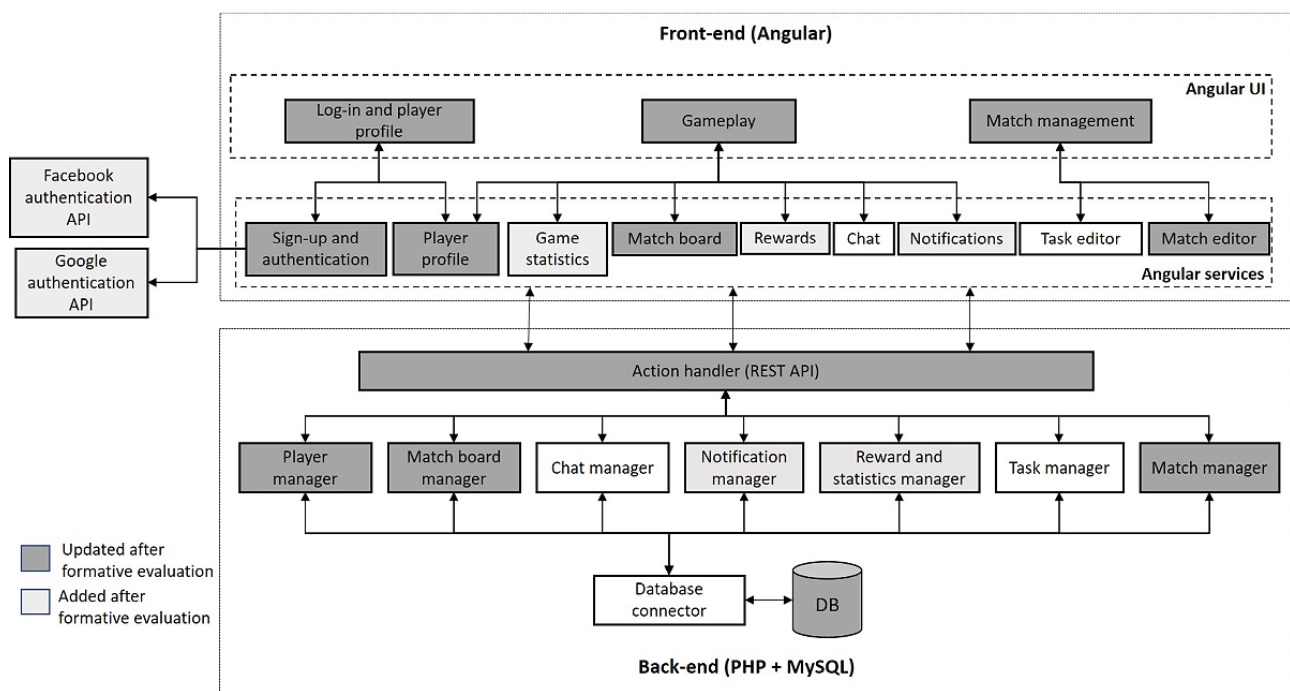 Front-end (Angular)
Angular UI
Log-in and player
profile
Gameplay
Match management
Facebook
authentication
API
Google
authentication
API
Sign-up and
authentication
Player
profile
Game
statistics
Match board
Rewards
Chat
Notifications
Task editor
Match editor
Angular services
Action handler (REST API)
Player
manager
Match board
manager
Chat manager
Notification
manager
Reward and
statistics manager
Task manager
Match manager
Updated after
formative evaluation
Added after
formative evaluation
Database
connector
DB
Back-end (PHP + MySQL)